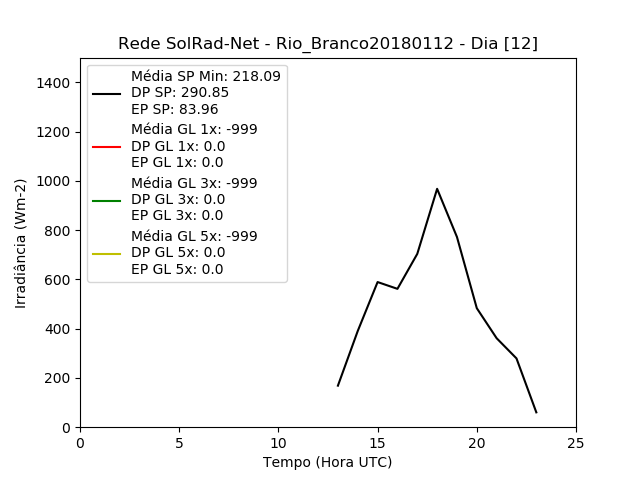 Rede SolRad-Net - Rio_Branco20180112 - Dia [12]
Média SP Min: 218.09
DP SP: 290.85
EP SP: 83.96
Média GL 1x: -999
DP GL 1x: 0.0
EP GL 1x: 0.0
Média GL 3x: -999
DP GL 3x: 0.0
EP GL 3x: 0.0
Média GL 5x: -999
DP GL 5x: 0.0
EP GL 5x: 0.0
Irradiância (Wm-2)
1400
1200
1000
800
600
400
200
0
0 5 10 15 20 25
Tempo (Hora UTC)